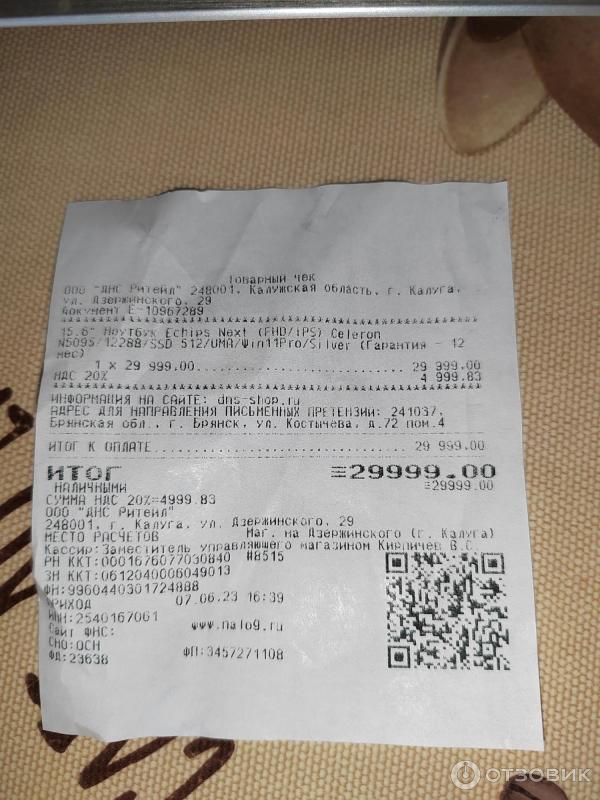 Товарный чек
ООО "ДНС Ритейл" 248001, Калужская область, г. Калуга,
ул. Дзержинского, 29
Документ Е-10967289
15.6" Ноутбук Echips Next (FHD/IPS) Celeron
N5095/12288/SSD 512/UMA/Win11Pro/Silver (Гарантия - 12
мес)
1 x 29 999.00 29 999.00
НДС 20% 4 999.83
ИНФОРМАЦИЯ НА САЙТЕ: dns-shop.ru
АДРЕС ДЛЯ НАПРАВЛЕНИЯ ПИСЬМЕННЫХ ПРЕТЕНЗИЙ: 241037,
Брянская обл., г. Брянск, ул. Костычева, д.72 пом.4
ИТОГ К ОПЛАТЕ 29 999.00
ИТОГ =29999.00
НАЛИЧНЫМИ =29999.00
СУММА НДС 20%=4999.83
ООО "ДНС Ритейл"
248001, г. Калуга, ул. Дзержинского, 29
МЕСТО РАСЧЕТОВ Маг. на Дзержинского (г. Калуга)
Кассир:Заместитель управляющего магазином Кирпичев В.С.
РН ККТ:0001676077030840 #8515
ЗН ККТ:0612040006049013
ФН:9960440301724888
ПРИХОД 07.06.23 16:39
ИНН:2540167061
Сайт ФНС: www.nalog.ru
СНО:ОСН
ФД:23638 ФП:3457271108
ОТЗОВИК